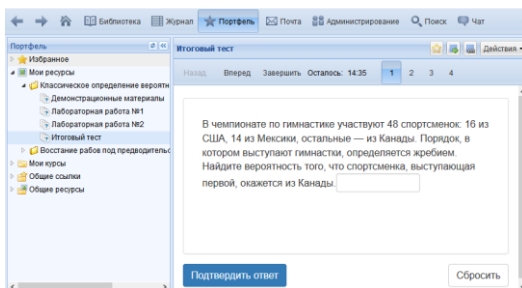 Библиотека Журнал Портфель Почта Администрирование Поиск Чат
Портфель
Избранное
Мои ресурсы
Классическое определение вероятн
Демонстрационные материалы
Лабораторная работа №1
Лабораторная работа №2
Итоговый тест
Восстание рабов под предводительс
Мои курсы
Общие ссылки
Общие ресурсы
Итоговый тест
Действия
Назад Вперед Завершить Осталось: 14:35 1 2 3 4
В чемпионате по гимнастике участвуют 48 спортсменок: 16 из
США, 14 из Мексики, остальные — из Канады. Порядок, в
котором выступают гимнастки, определяется жребием.
Найдите вероятность того, что спортсменка, выступающая
первой, окажется из Канады.
Подтвердить ответ
Сбросить